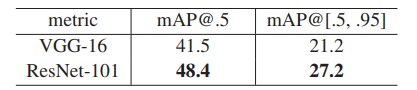 metric mAP@.5 mAP@[.5, .95]
VGG-16 41.5 21.2
ResNet-101 48.4 27.2